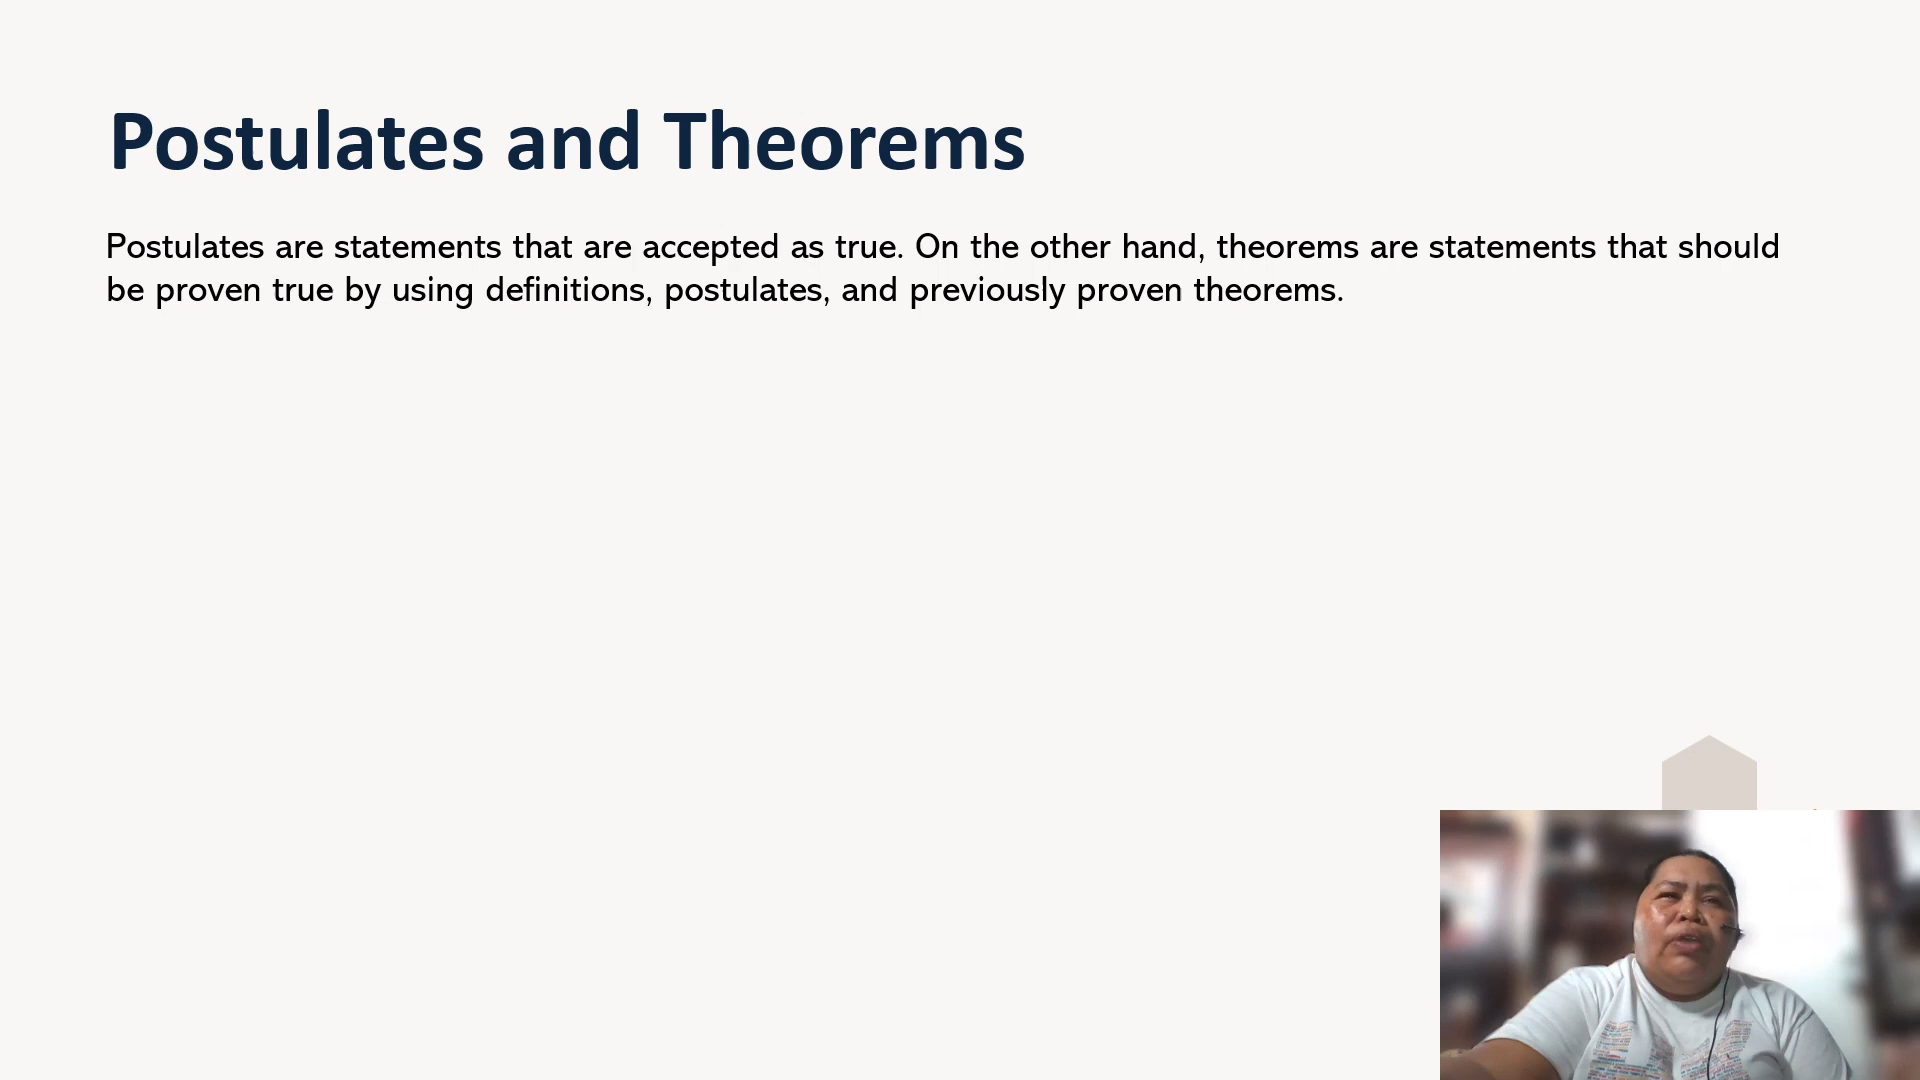 Postulates and Theorems
Postulates are statements that are accepted as true. On the other hand, theorems are statements that should
be proven true by using definitions, postulates, and previously proven theorems.